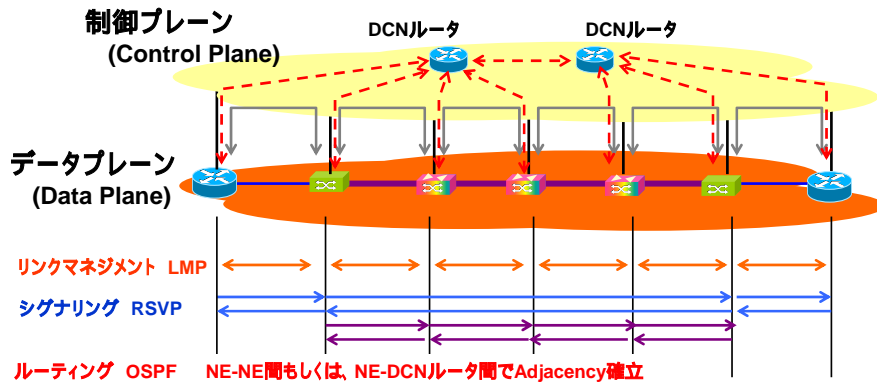 制御プレーン
(Control Plane)
DCNルータ
DCNルータ
データプレーン
(Data Plane)
リンクマネジメント LMP
シグナリング RSVP
ルーティング OSPF NE-NE間もしくは、NE-DCNルータ間でAdjacency確立